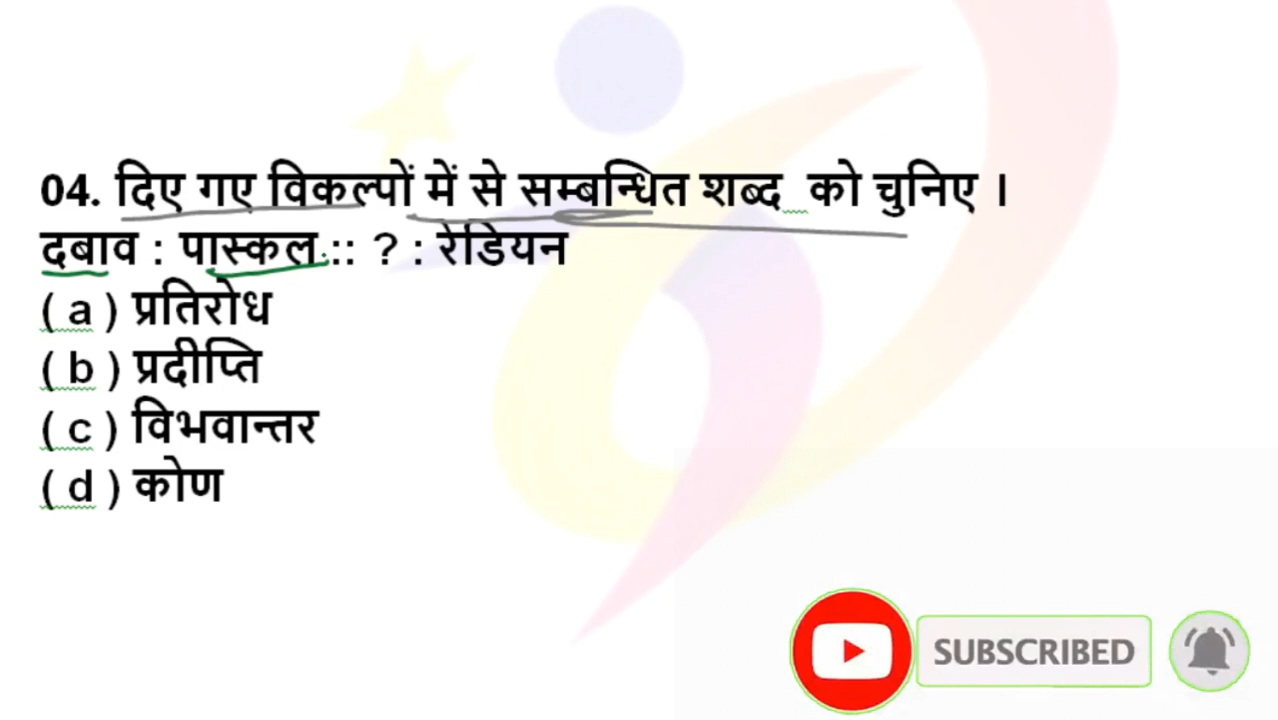 04. दिए गए विकल्पों में से सम्बन्धित शब्द को चुनिए ।
दबाव : पास्कल :: ? : रेडियन
( a ) प्रतिरोध
( b ) प्रदीप्ति
( c ) विभवान्तर
( d ) कोण
SUBSCRIBED